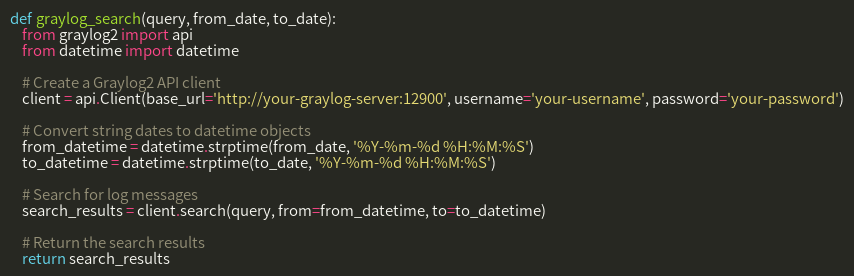 def graylog_search(query, from_date, to_date):
    from graylog2 import api
    from datetime import datetime

    # Create a Graylog2 API client
    client = api.Client(base_url='http://your-graylog-server:12900', username='your-username', password='your-password')

    # Convert string dates to datetime objects
    from_datetime = datetime.strptime(from_date, '%Y-%m-%d %H:%M:%S')
    to_datetime = datetime.strptime(to_date, '%Y-%m-%d %H:%M:%S')

    # Search for log messages
    search_results = client.search(query, from=from_datetime, to=to_datetime)

    # Return the search results
    return search_results